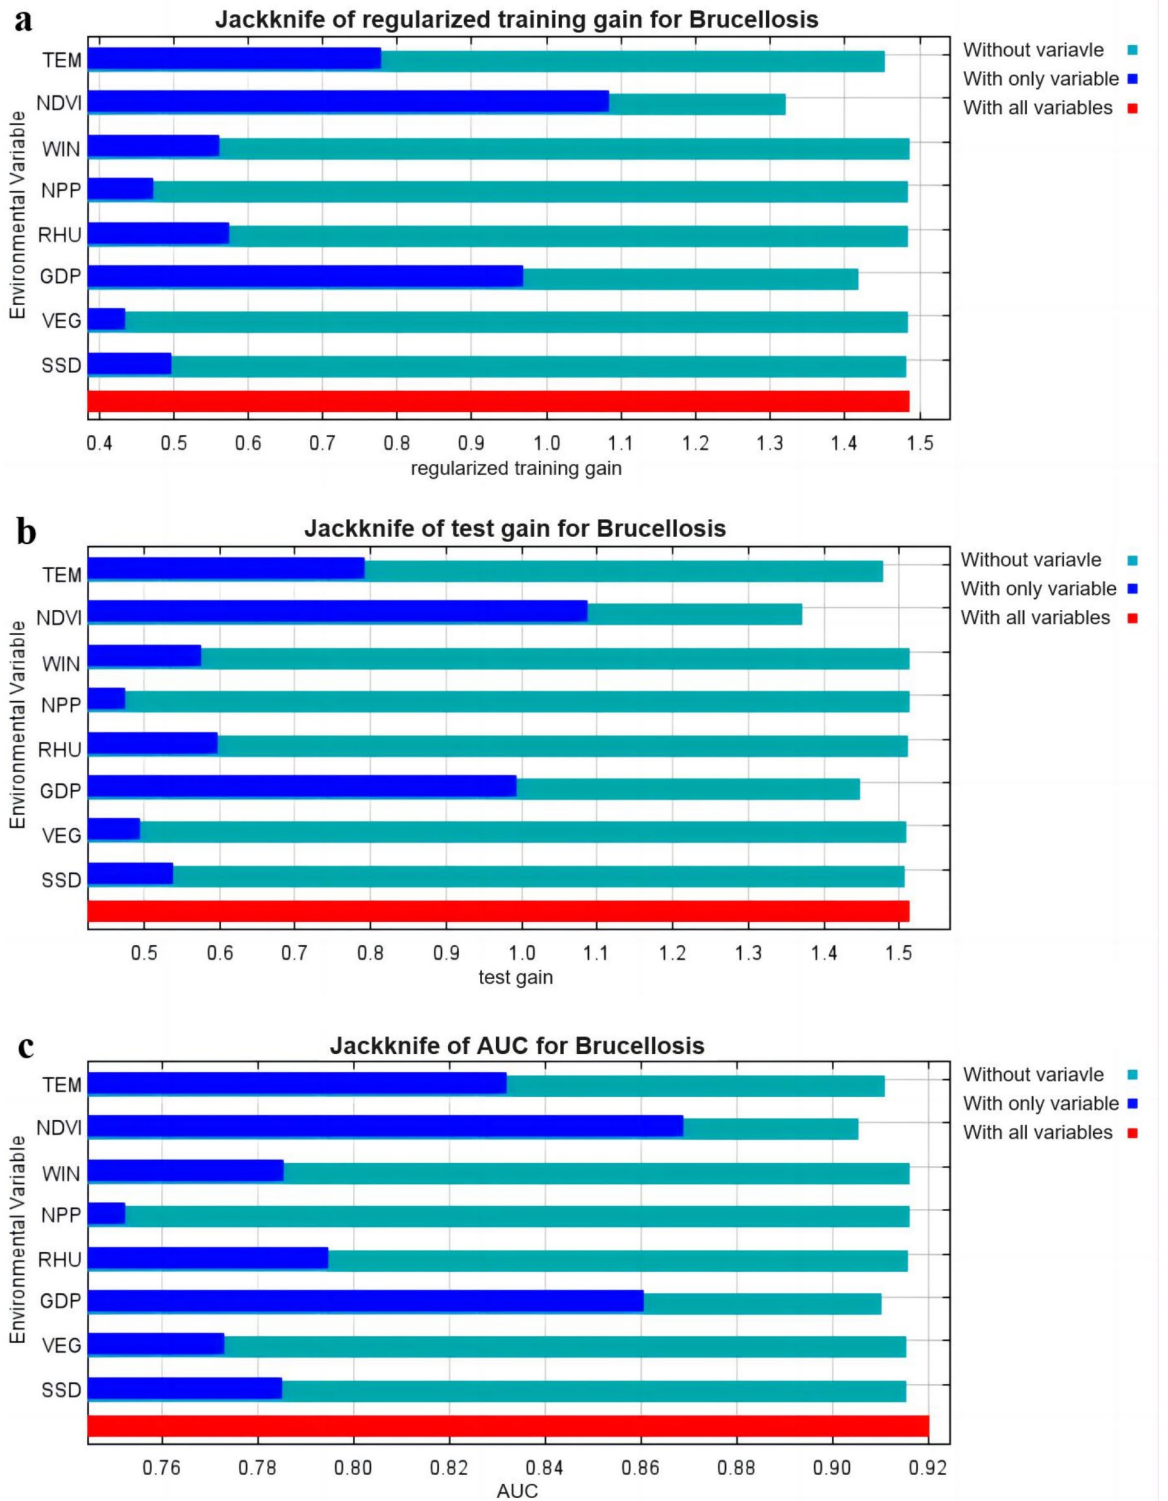 a
Jackknife of regularized training gain for Brucellosis
Environmental Variable
TEM
NDVI
WIN
NPP
RHU
GDP
VEG
SSD
Without variavle
With only variable
With all variables
0.4 0.5 0.6 0.7 0.8 0.9 1.0 1.1 1.2 1.3 1.4 1.5
regularized training gain
b
Jackknife of test gain for Brucellosis
Environmental Variable
TEM
NDVI
WIN
NPP
RHU
GDP
VEG
SSD
Without variavle
With only variable
With all variables
0.5 0.6 0.7 0.8 0.9 1.0 1.1 1.2 1.3 1.4 1.5
test gain
c
Jackknife of AUC for Brucellosis
Environmental Variable
TEM
NDVI
WIN
NPP
RHU
GDP
VEG
SSD
Without variavle
With only variable
With all variables
0.76 0.78 0.80 0.82 0.84 0.86 0.88 0.90 0.92
AUC